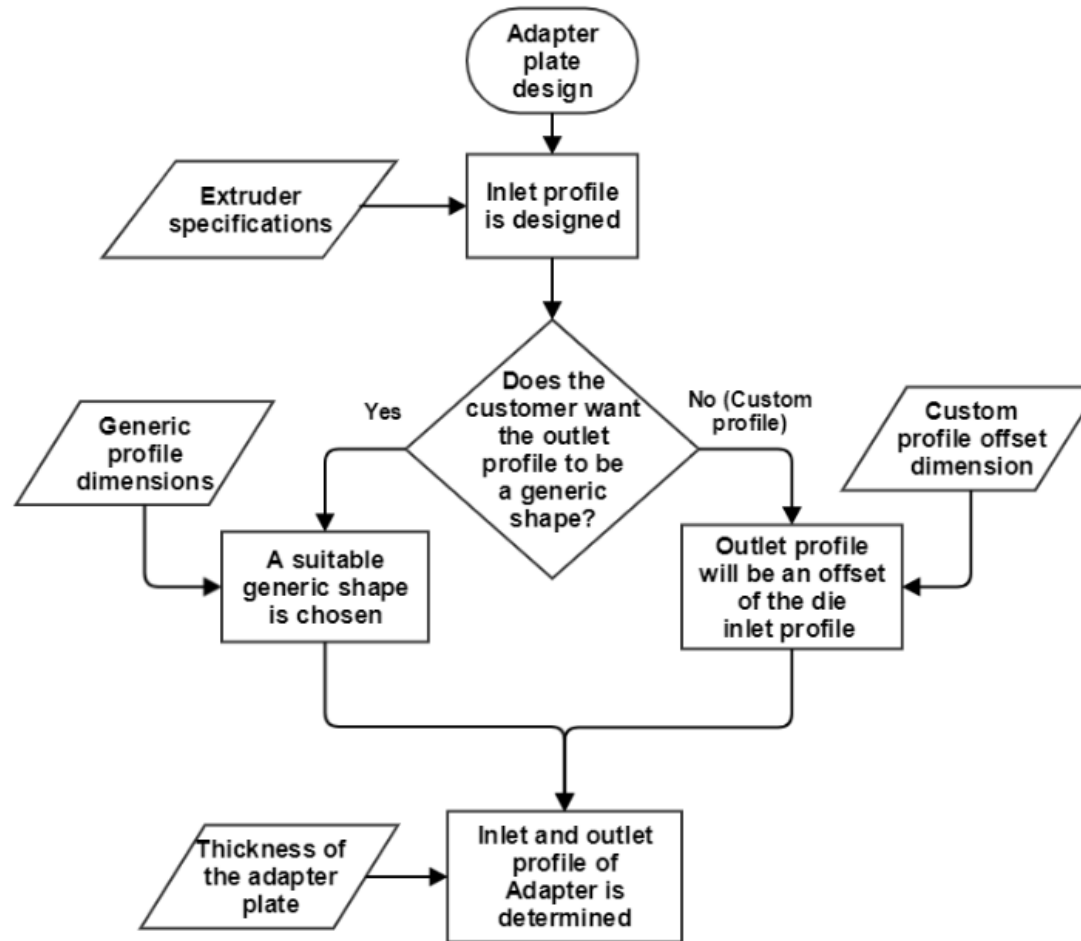 Adapter
plate
design
Extruder
specifications
Inlet profile
is designed
Does the
customer want
the outlet
profile to be
a generic
shape?
Yes
No (Custom
profile)
Generic
profile
dimensions
Custom
profile offset
dimension
A suitable
generic shape
is chosen
Outlet profile
will be an offset
of the die
inlet profile
Thickness of
the adapter
plate
Inlet and outlet
profile of
Adapter is
determined